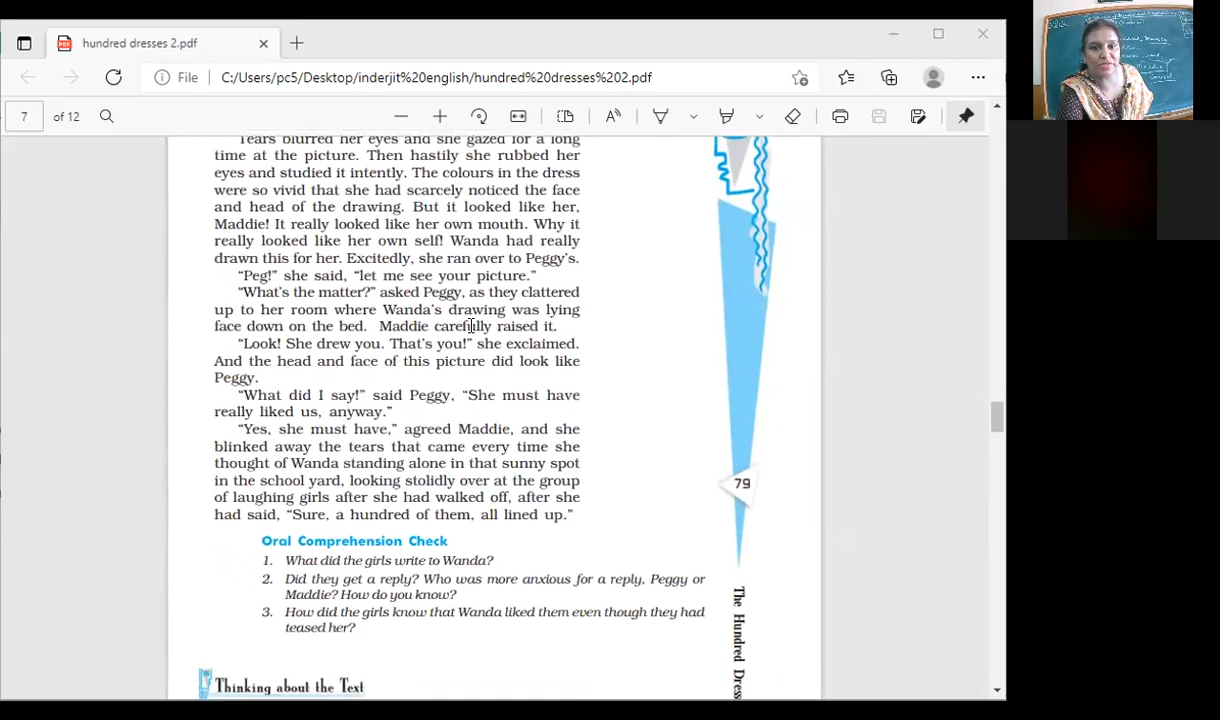 hundred dresses 2.pdf
File
C:/Users/pc5/Desktop/inderjit%20english/hundred%20dresses%202.pdf
7 of 12
Tears blurred her eyes and she gazed for a long
time at the picture. Then hastily she rubbed her
eyes and studied it intently. The colours in the dress
were so vivid that she had scarcely noticed the face
and head of the drawing. But it looked like her,
Maddie! It really looked like her own mouth. Why it
really looked like her own self! Wanda had really
drawn this for her. Excitedly, she ran over to Peggy's.
“Peg!” she said, “let me see your picture.”
“What's the matter?” asked Peggy, as they clattered
up to her room where Wanda's drawing was lying
face down on the bed. Maddie carefully raised it.
“Look! She drew you. That's you!” she exclaimed.
And the head and face of this picture did look like
Peggy.
“What did I say!” said Peggy, “She must have
really liked us, anyway.”
“Yes, she must have,” agreed Maddie, and she
blinked away the tears that came every time she
thought of Wanda standing alone in that sunny spot
in the school yard, looking stolidly over at the group
of laughing girls after she had walked off, after she
had said, “Sure, a hundred of them, all lined up.”
Oral Comprehension Check
1. What did the girls write to Wanda?
2. Did they get a reply? Who was more anxious for a reply, Peggy or
Maddie? How do you know?
3. How did the girls know that Wanda liked them even though they had
teased her?
Thinking about the Text
79
The Hundred Dress